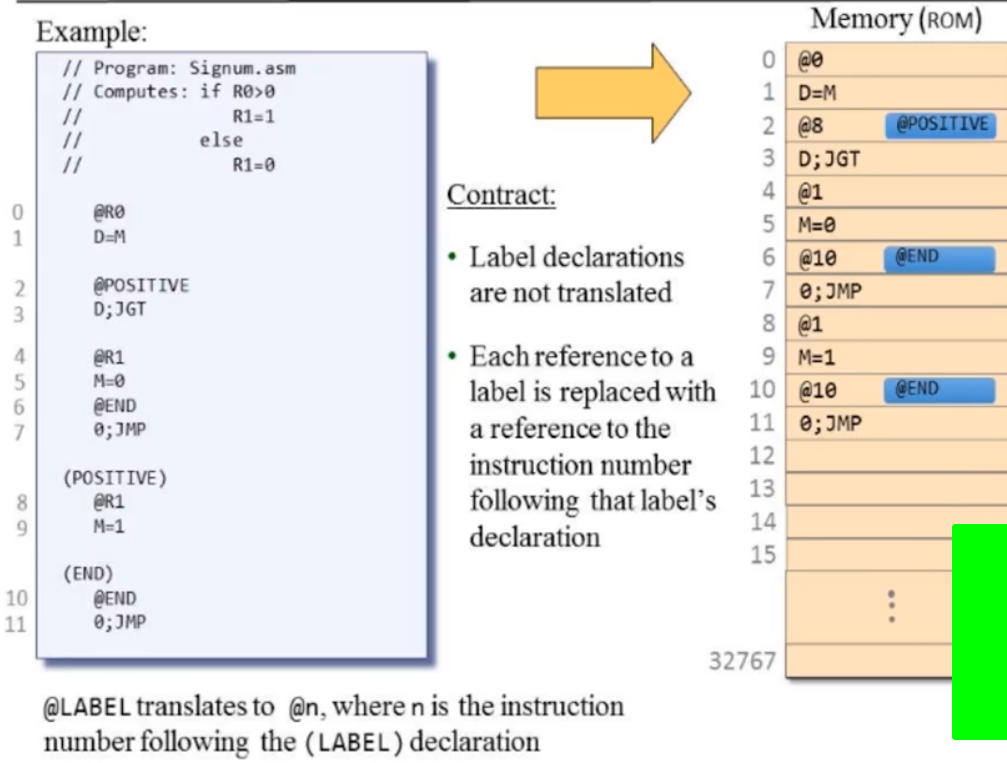 Example:
// Program: Signum.asm
// Computes: if R0>0
// R1=1
// else
// R1=0
0 @R0
1 D=M
2 @POSITIVE
3 D;JGT
4 @R1
5 M=0
6 @END
7 0;JMP
(POSITIVE)
8 @R1
9 M=1
(END)
10 @END
11 0;JMP
@LABEL translates to @n, where n is the instruction
number following the (LABEL) declaration
Contract:
• Label declarations
are not translated
• Each reference to a
label is replaced with
a reference to the
instruction number
following that label's
declaration
Memory (ROM)
0 @0
1 D=M
2 @8 @POSITIVE
3 D;JGT
4 @1
5 M=0
6 @10 @END
7 0;JMP
8 @1
9 M=1
10 @10 @END
11 0;JMP
12
13
14
15
32767